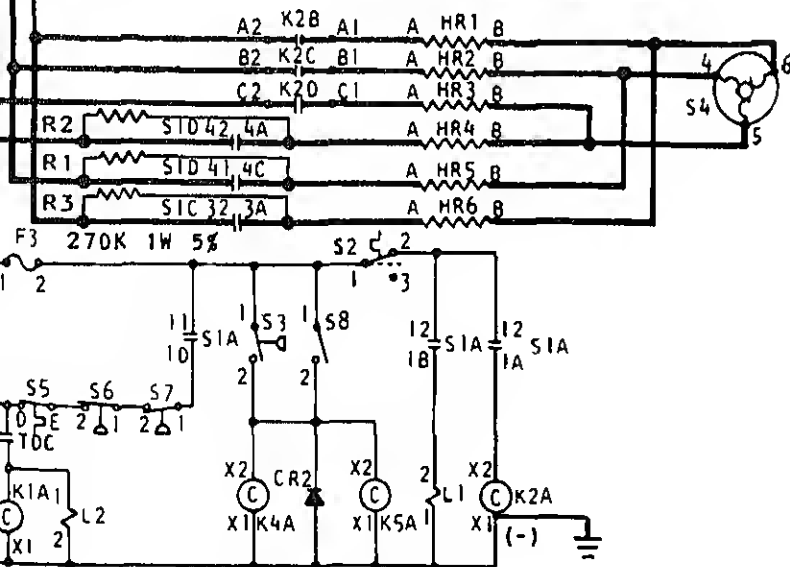 A2 K2B A1 A HR1 B
B2 K2C B1 A HR2 B 4 6
C2 K2D C1 A HR3 B S4
R2 S1D 42 4A A HR4 B 5
R1 S1D 41 4C A HR5 B
R3 S1C 32 3A A HR6 B
F3 270K 1W 5% S2 2
1 2 1 3
11 S1A 1 S3 1 S8 12 S1A 12 S1A
10 1B 1A
S5 S6 S7 2 2
D E 2 1 2 1
TDC
X2 CR2 X2 2 L1 X2
K1A 1 L2 C C 1 C K2A
C X1 2 X1 K4A X1 K5A X1 (-)